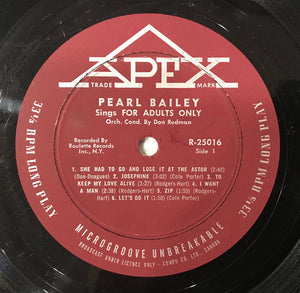 APEX
TRADE MARK
PEARL BAILEY
Sings FOR ADULTS ONLY
Orch. Cond. By Don Redman
Recorded By
Roulette Records
Inc., N.Y.
R-25016
Side 1
1. SHE HAD TO GO AND LOSE IT AT THE ASTOR (2:40)
(Dee-Doagues) 2. JOSEPHINE (3:02) (Cole Porter) 3. TO
KEEP MY LOVE ALIVE (3:27) (Rodgers-Hart) 4. I WANT
A MAN (2:38) (Rodgers-Hart) 5. ZIP (1:55) (Rodgers-
Hart) 6. LET'S DO IT (1:50) (Cole Porter)
33⅓ RPM LONG PLAY
33⅓ RPM LONG PLAY
MICROGROOVE UNBREAKABLE
BROADCAST UNDER LICENCE ONLY - COMPO CO. LTD., CANADA